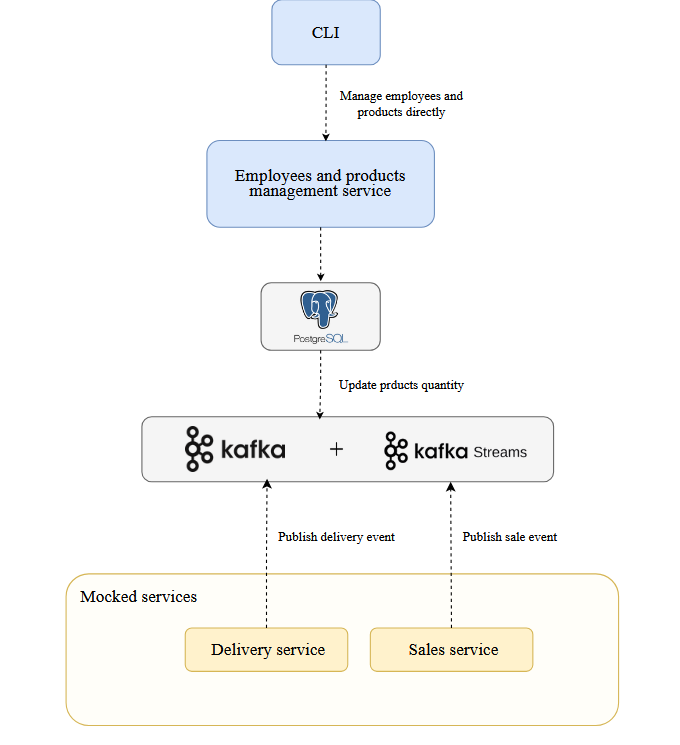 CLI
Manage employees and
products directly
Employees and products
management service
PostgreSQL
Update prducts quantity
kafka + kafka Streams
Publish delivery event
Publish sale event
Mocked services
Delivery service
Sales service